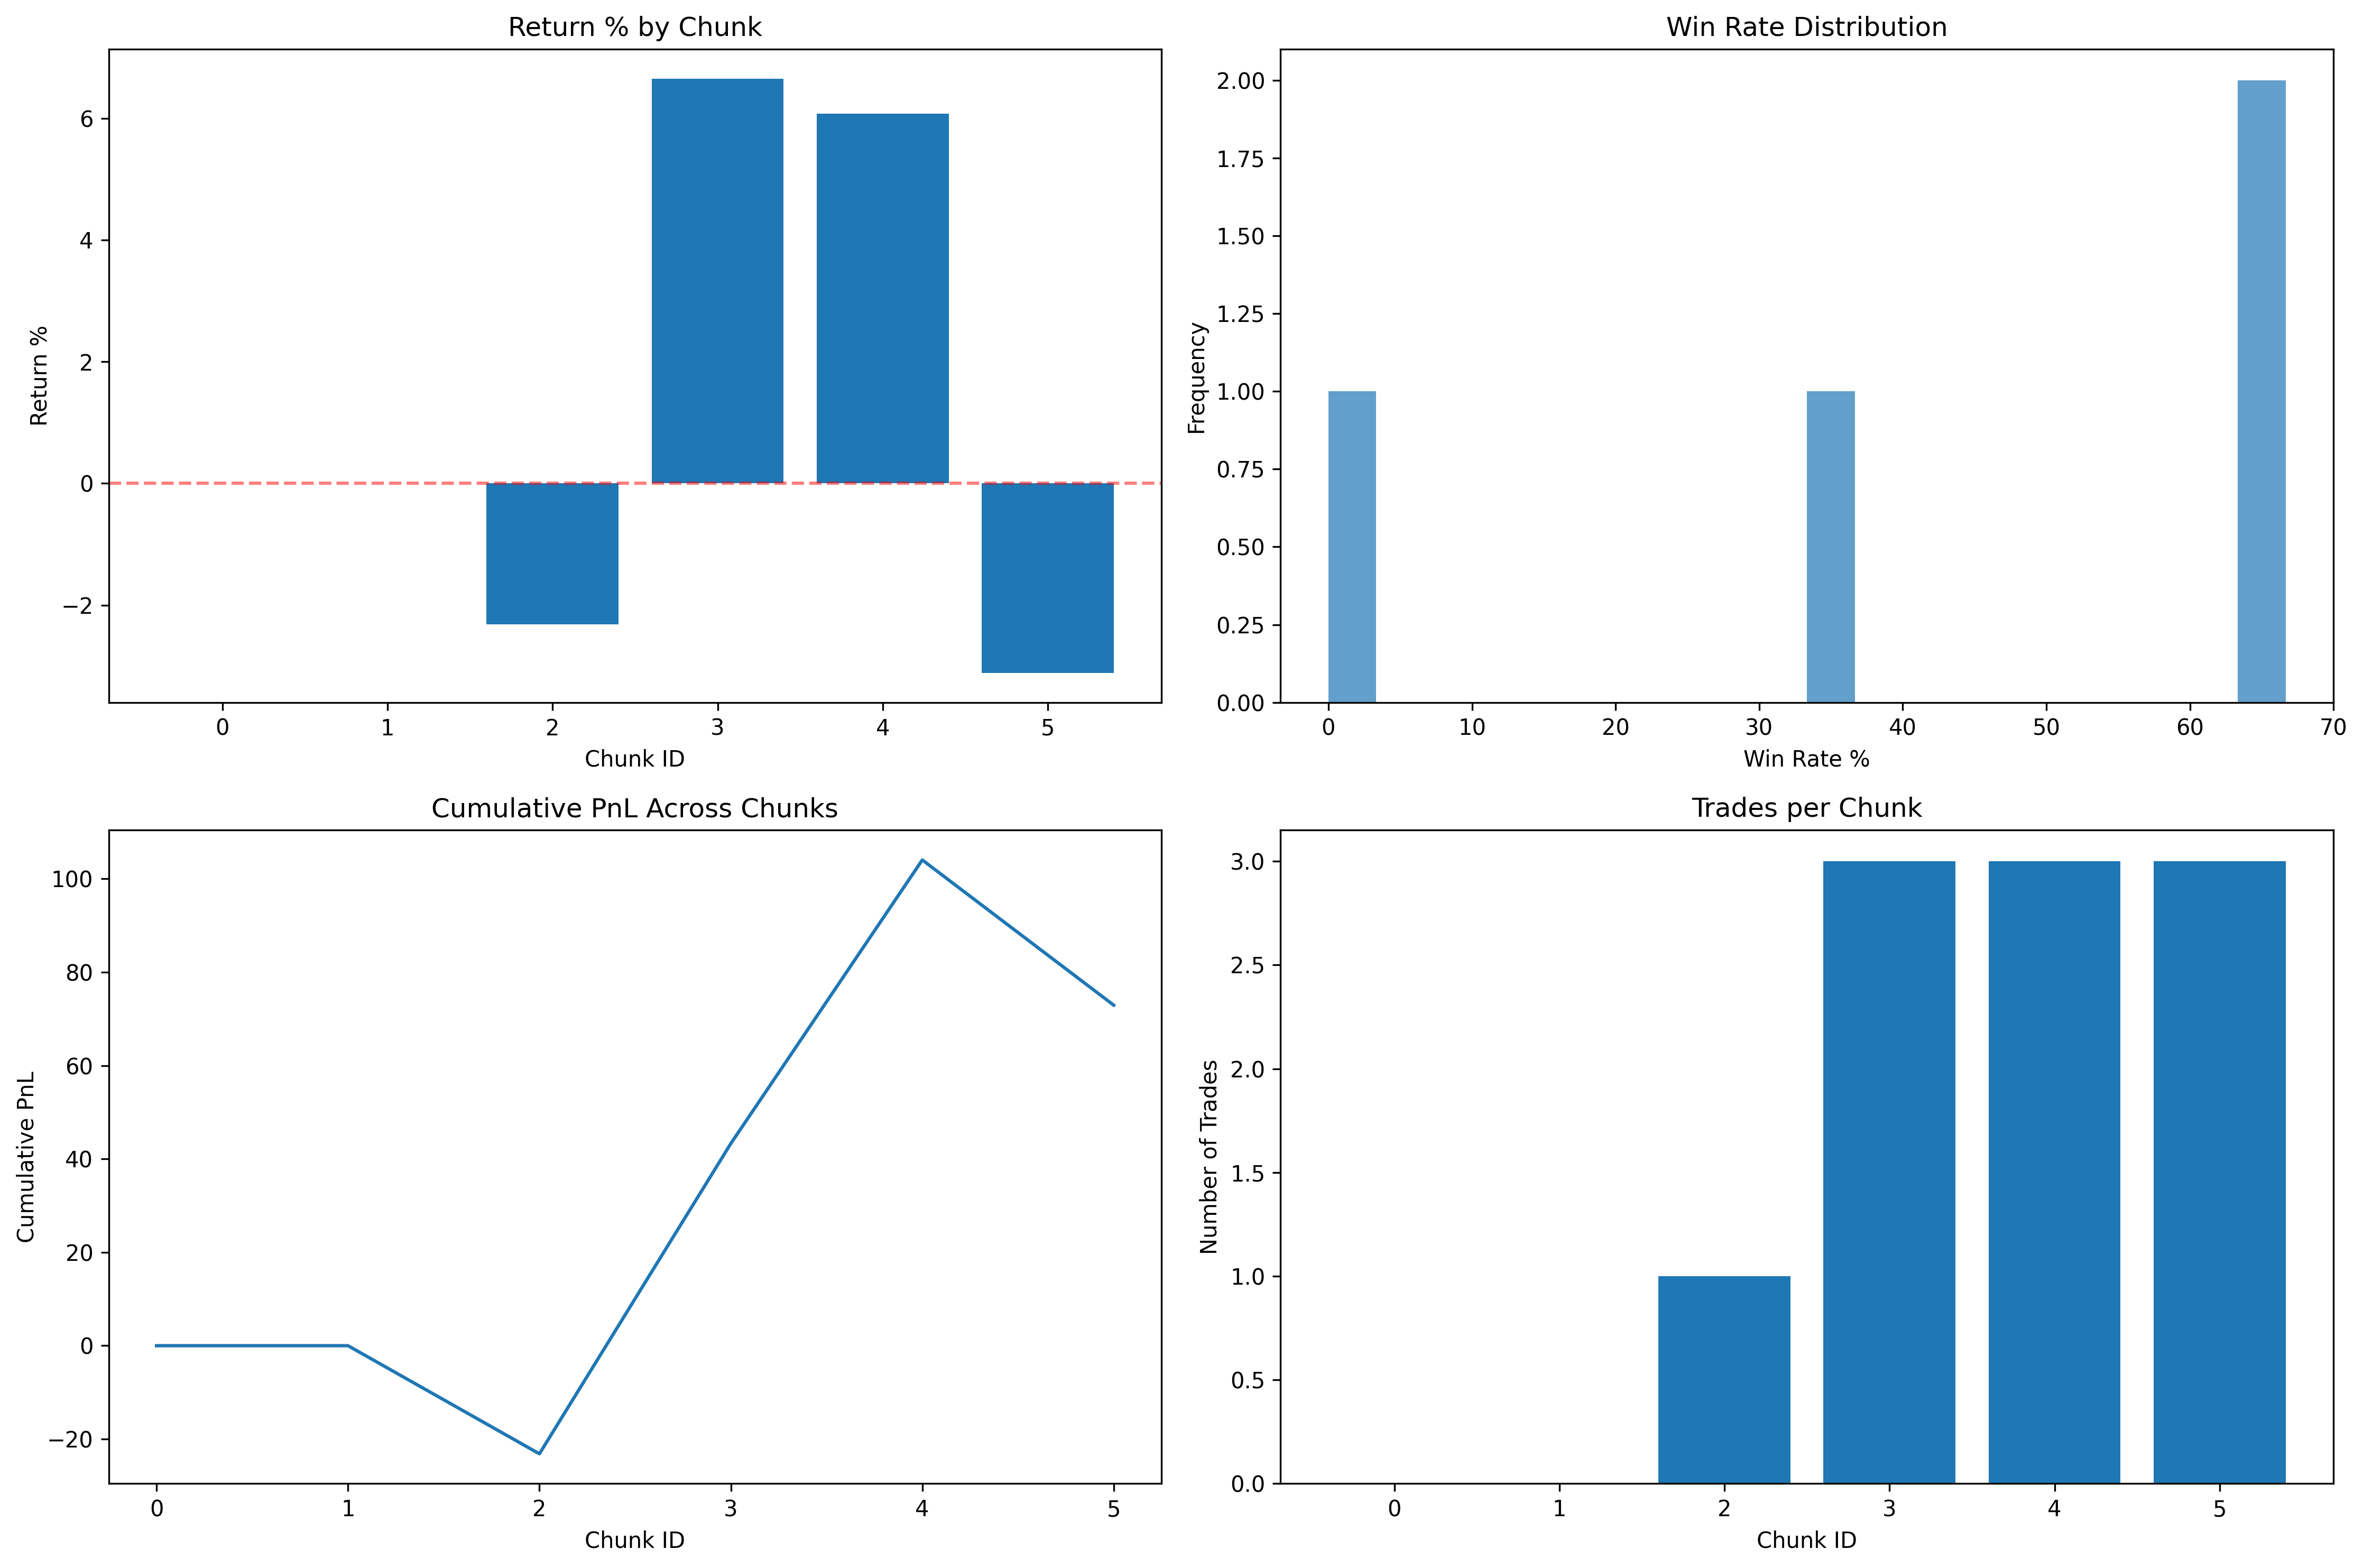 Return % by Chunk
Return %
6
4
2
0
−2
0 1 2 3 4 5
Chunk ID
Win Rate Distribution
Frequency
2.00
1.75
1.50
1.25
1.00
0.75
0.50
0.25
0.00
0 10 20 30 40 50 60 70
Win Rate %
Cumulative PnL Across Chunks
Cumulative PnL
100
80
60
40
20
0
−20
0 1 2 3 4 5
Chunk ID
Trades per Chunk
Number of Trades
3.0
2.5
2.0
1.5
1.0
0.5
0.0
0 1 2 3 4 5
Chunk ID